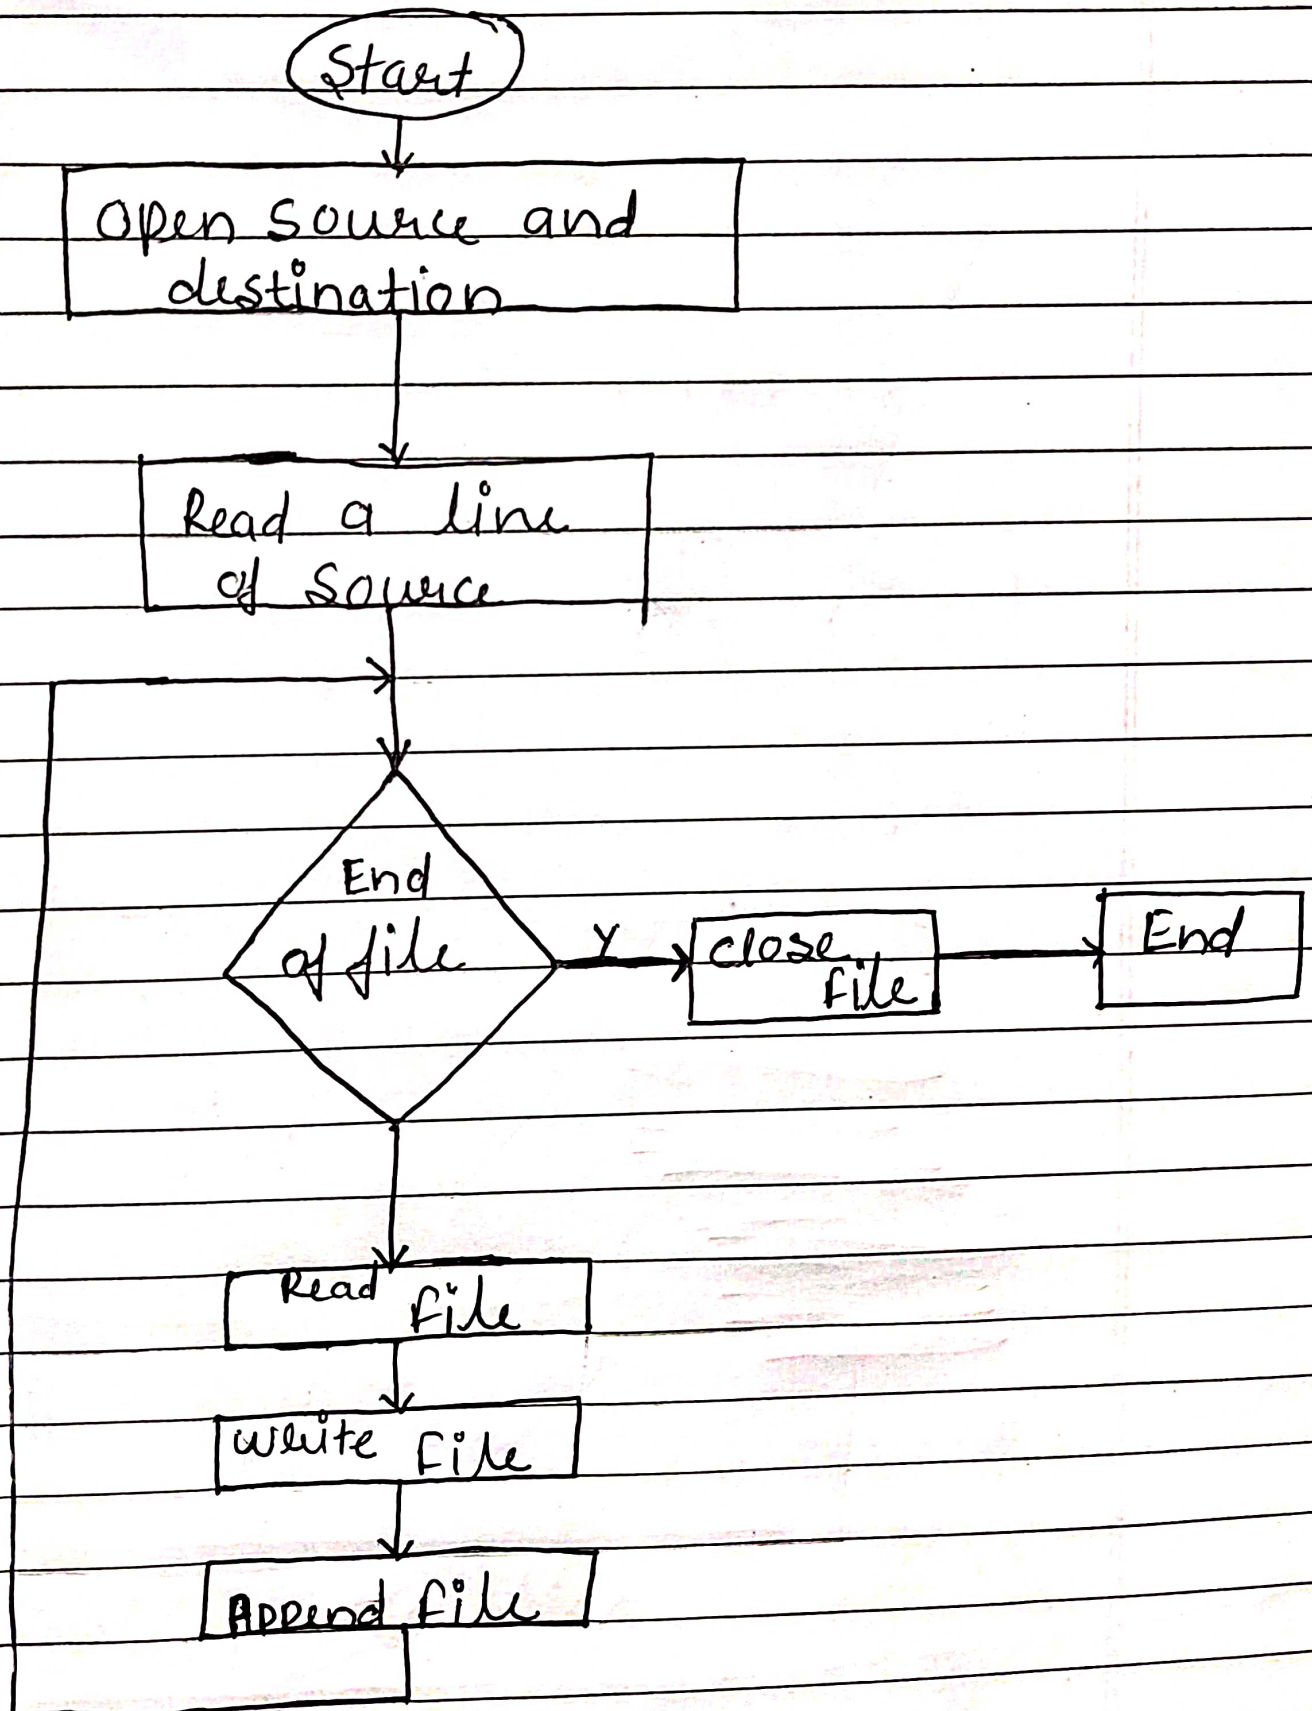 Start
Open Source and
destination
Read a line
of Source
End
of file
Y
close
file
End
Read file
write file
Append file